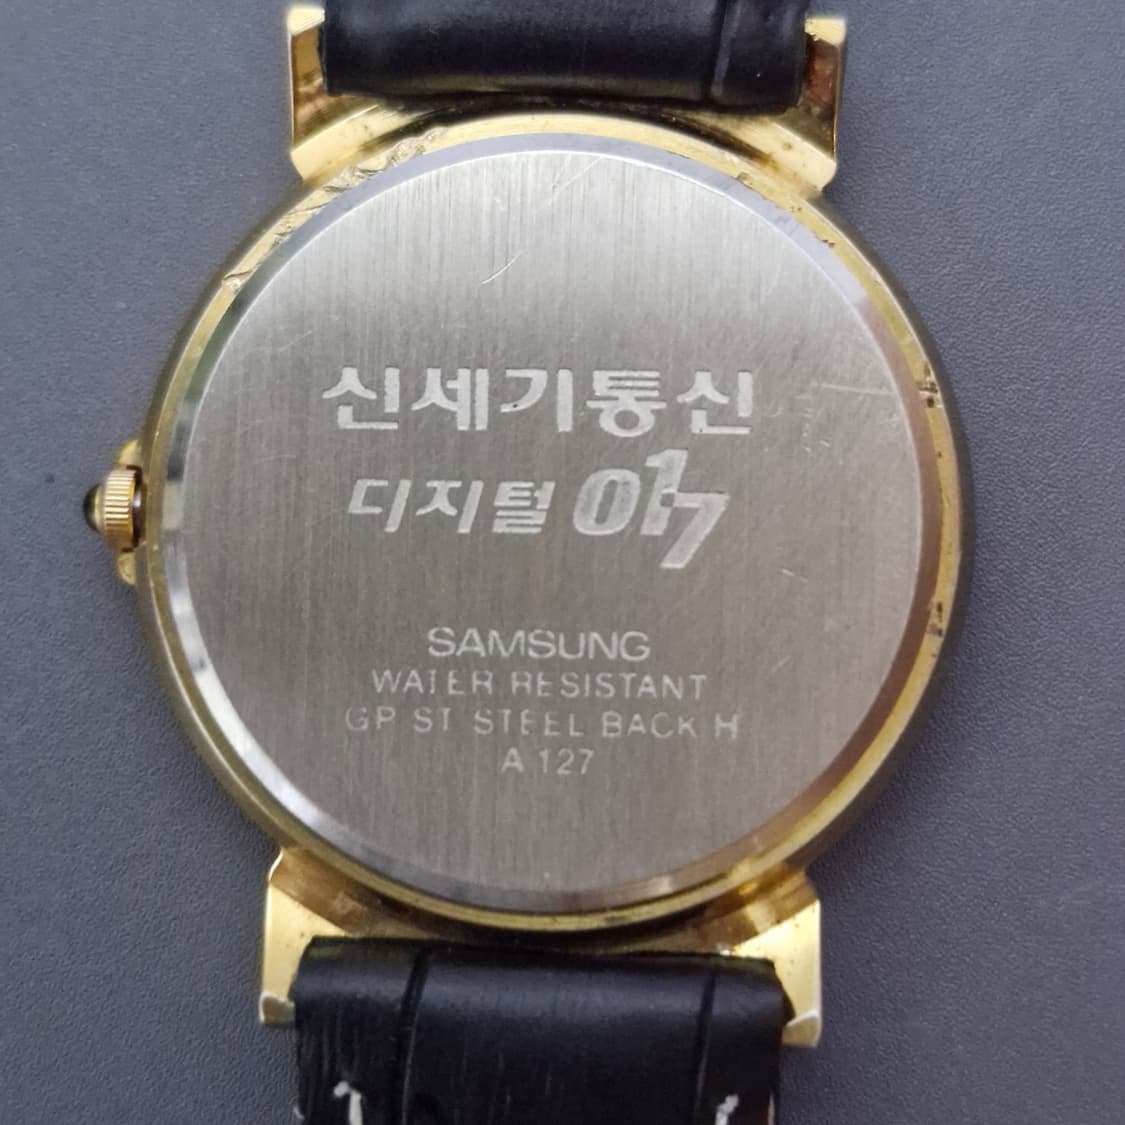 신세기통신
디지털 017
SAMSUNG
WATER RESISTANT
GP ST STEEL BACK H
A 127